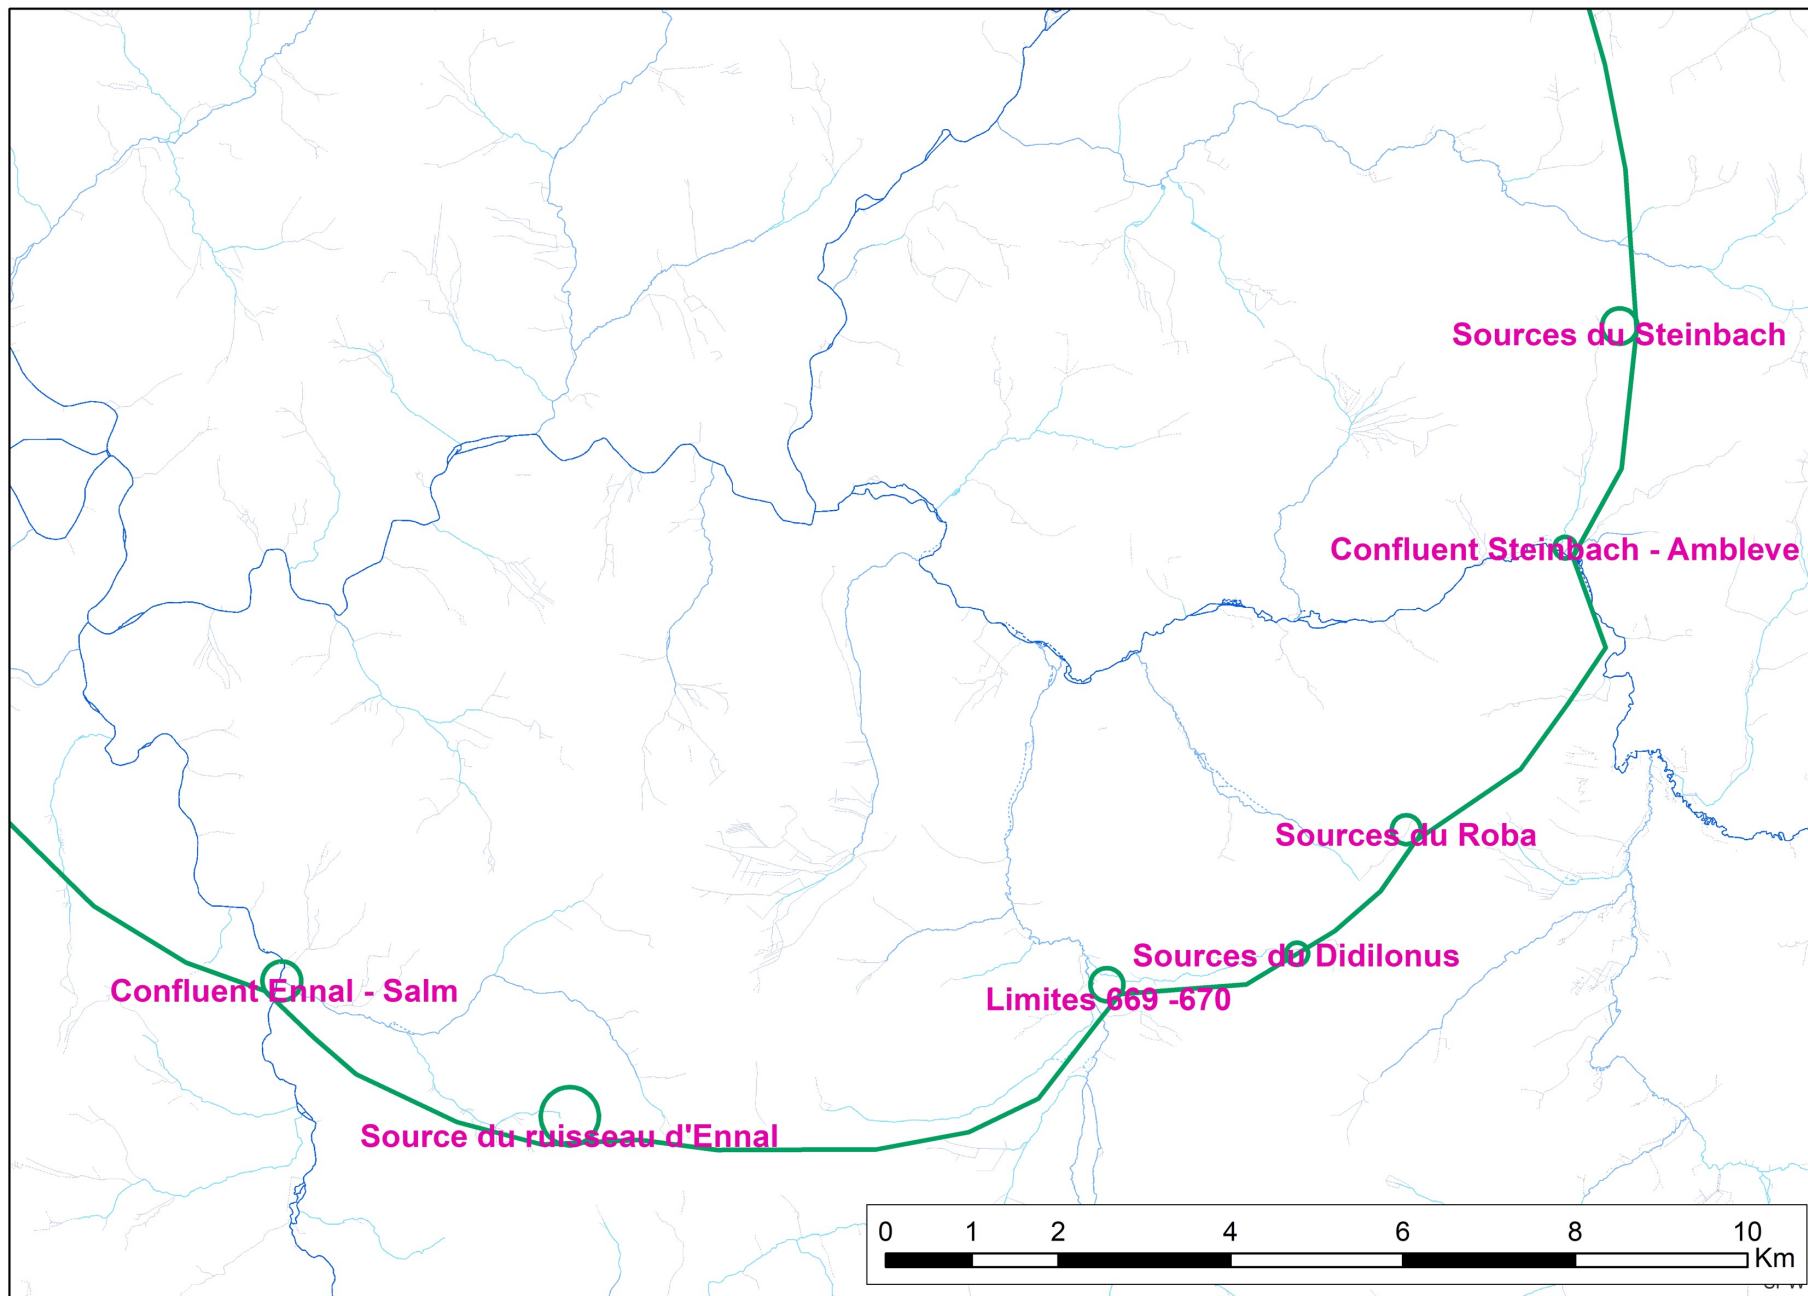 Sources du Steinbach
Confluent Steinbach - Ambleve
Sources du Roba
Sources du Didilonus
Confluent Ennal - Salm
Limites 669 -670
Source du ruisseau d'Ennal
0 1 2 4 6 8 10
Km